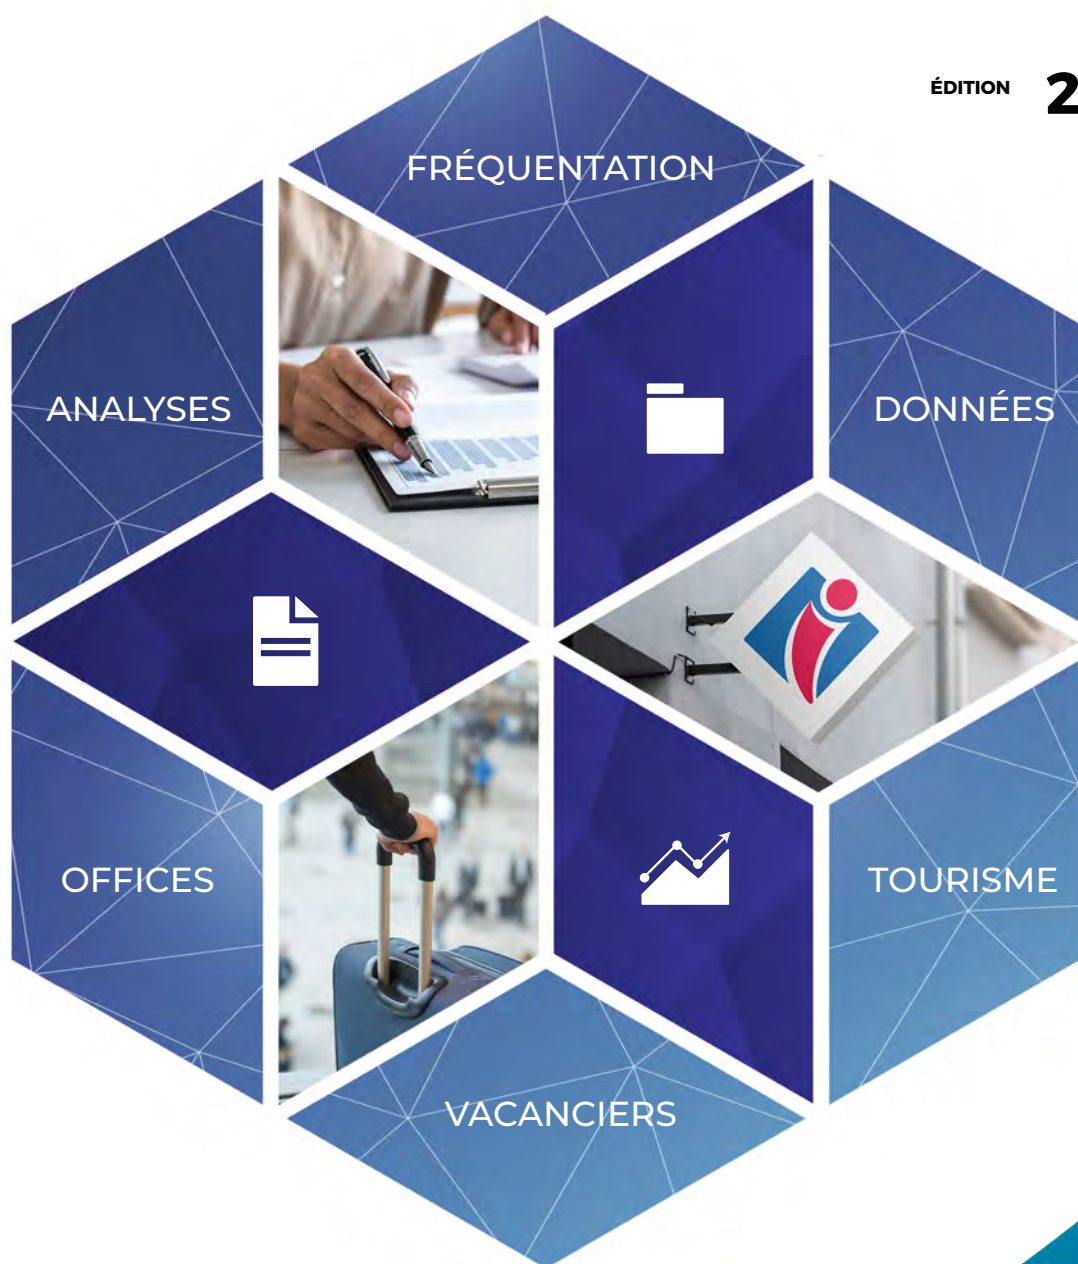 ÉDITION 2
FRÉQUENTATION
ANALYSES
DONNÉES
OFFICES
TOURISME
VACANCIERS